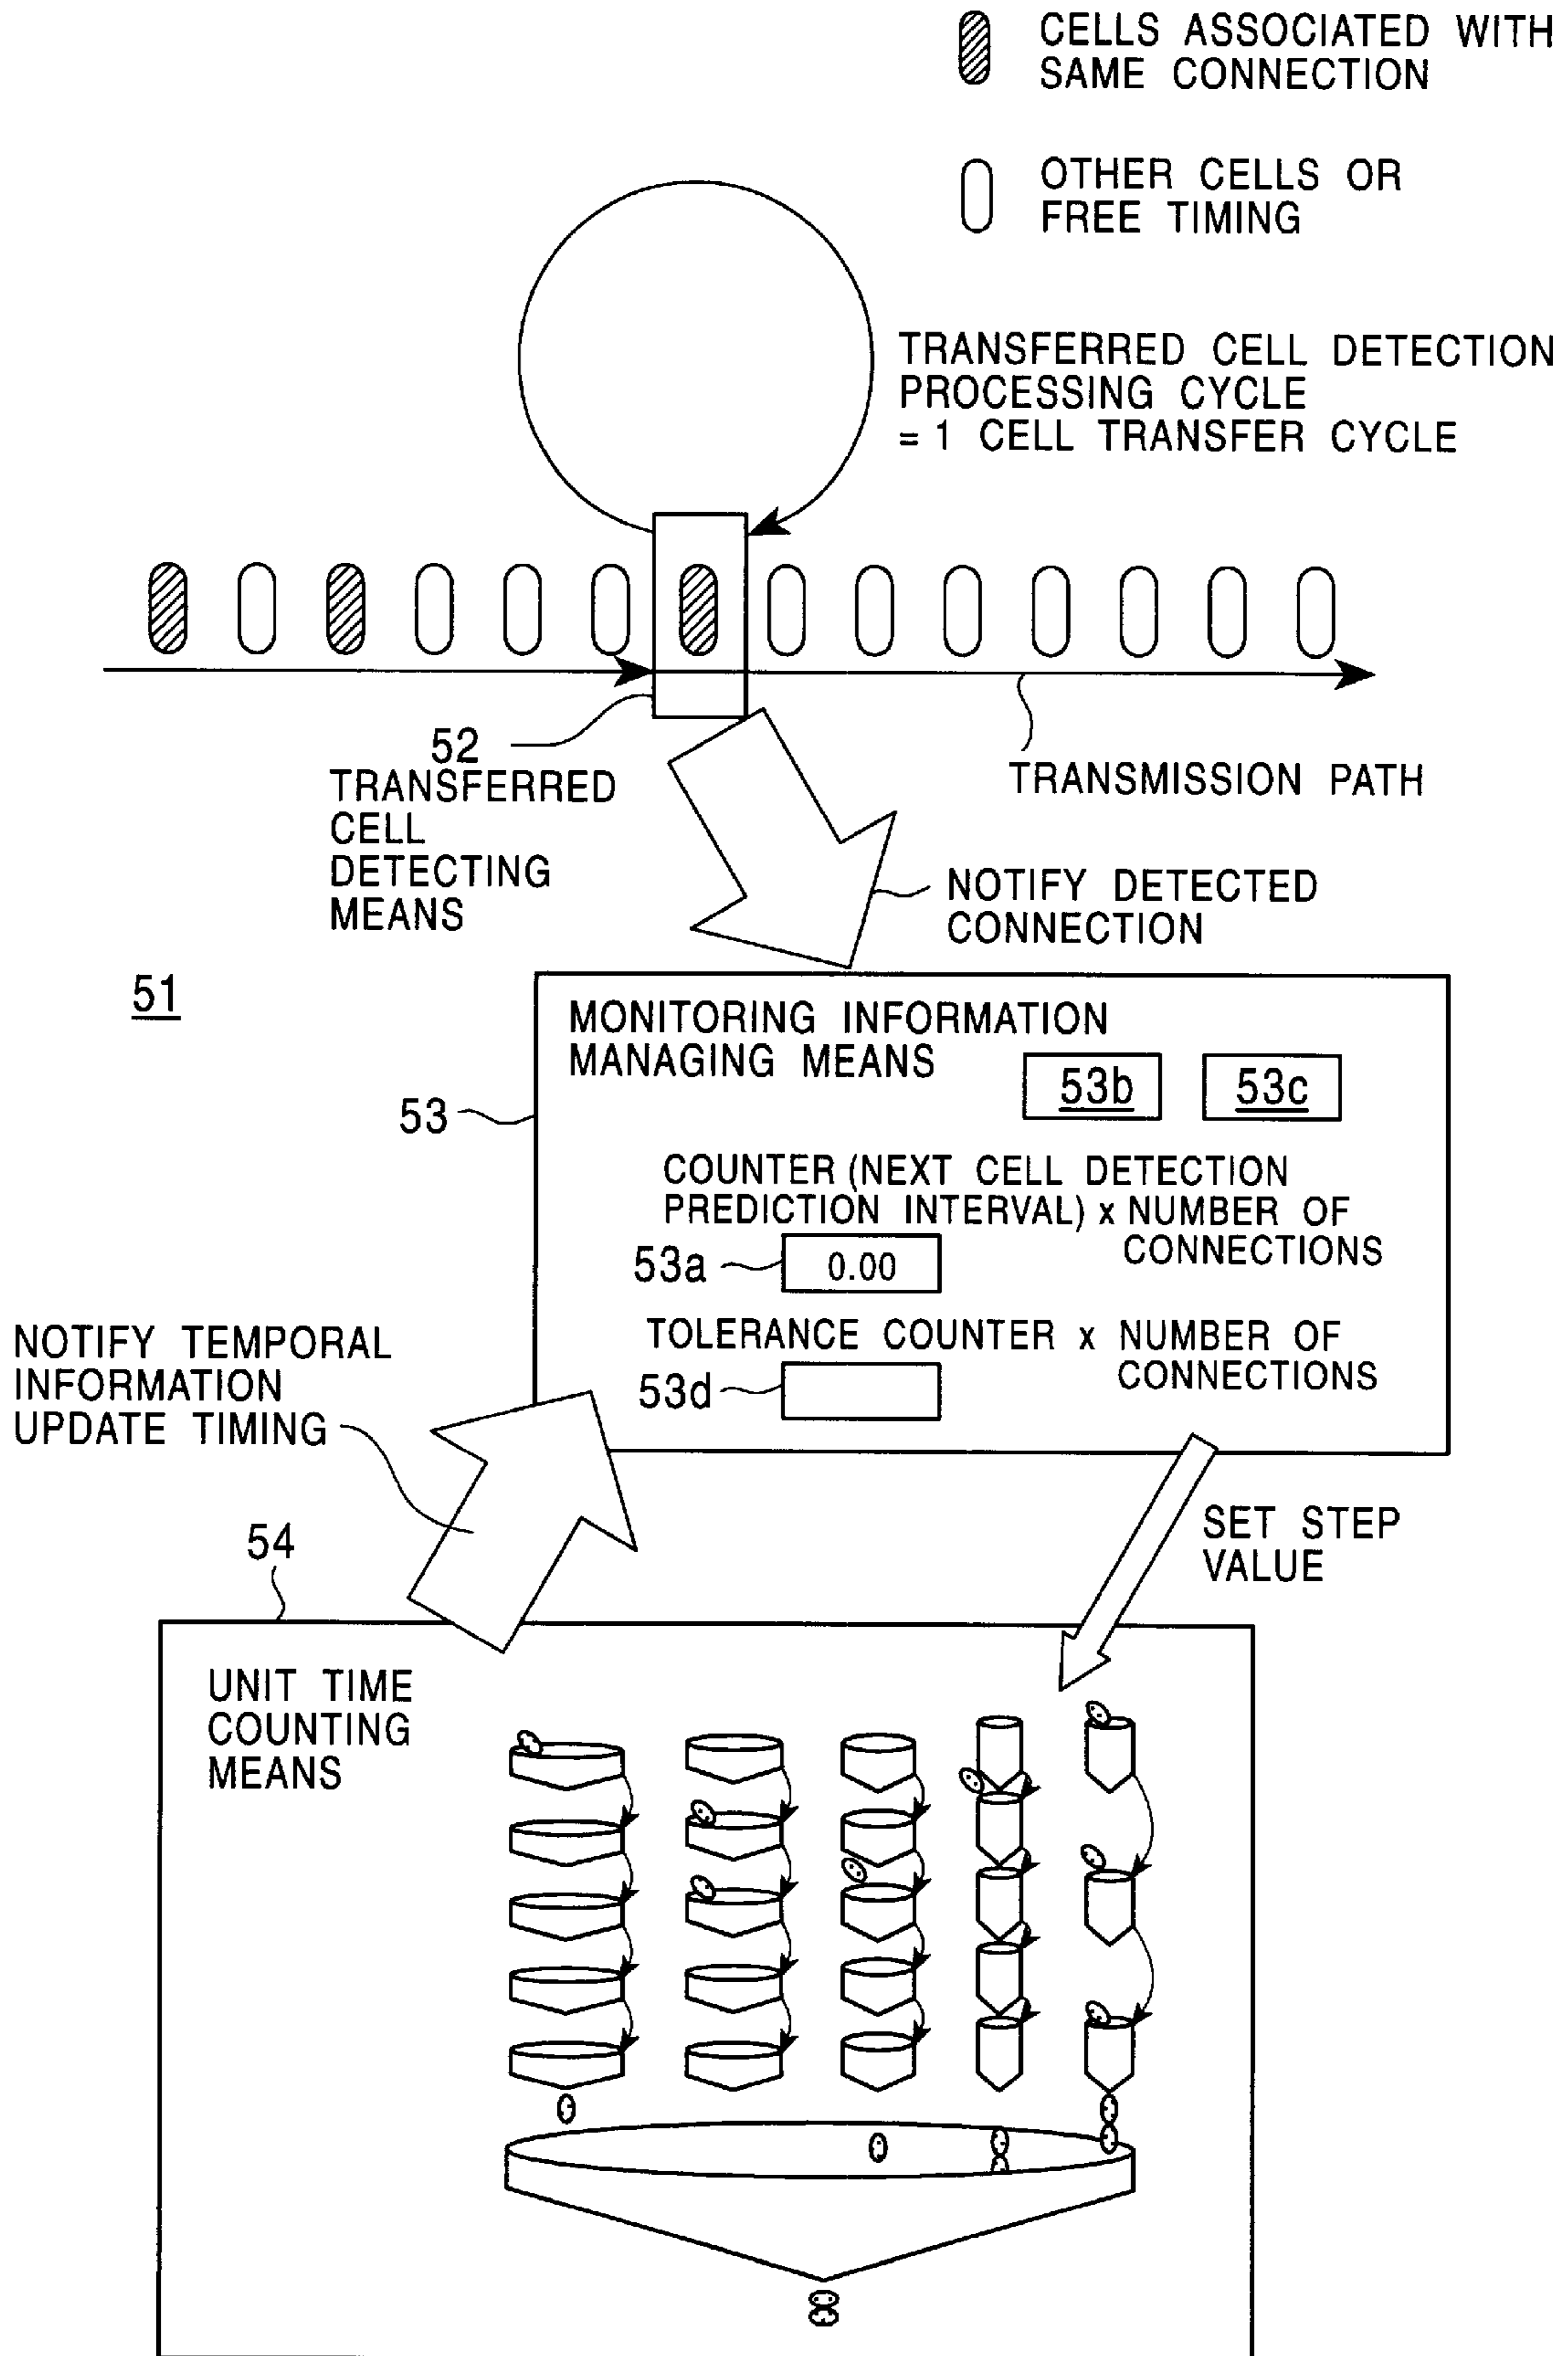 CELLS ASSOCIATED WITH
SAME CONNECTION
OTHER CELLS OR
FREE TIMING
TRANSFERRED CELL DETECTION
PROCESSING CYCLE
= 1 CELL TRANSFER CYCLE
52
TRANSFERRED
CELL
DETECTING
MEANS
TRANSMISSION PATH
NOTIFY DETECTED
CONNECTION
51
MONITORING INFORMATION
MANAGING MEANS
53b
53c
53
COUNTER (NEXT CELL DETECTION
PREDICTION INTERVAL) x NUMBER OF
CONNECTIONS
53a
0.00
TOLERANCE COUNTER x NUMBER OF
CONNECTIONS
53d
NOTIFY TEMPORAL
INFORMATION
UPDATE TIMING
SET STEP
VALUE
54
UNIT TIME
COUNTING
MEANS